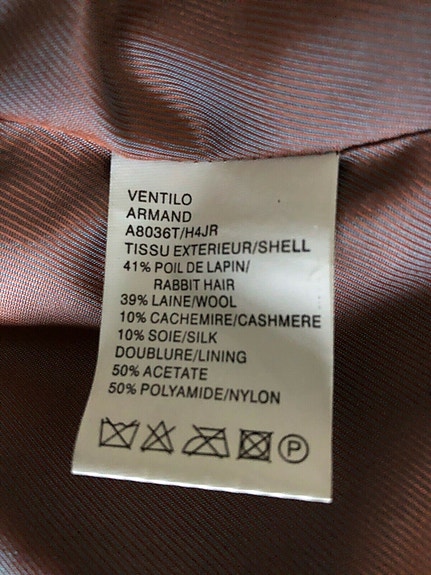 VENTILO
ARMAND
A8036T/H4JR
TISSU EXTERIEUR/SHELL
41% POIL DE LAPIN/
RABBIT HAIR
39% LAINE/WOOL
10% CACHEMIRE/CASHMERE
10% SOIE/SILK
DOUBLURE/LINING
50% ACETATE
50% POLYAMIDE/NYLON
P